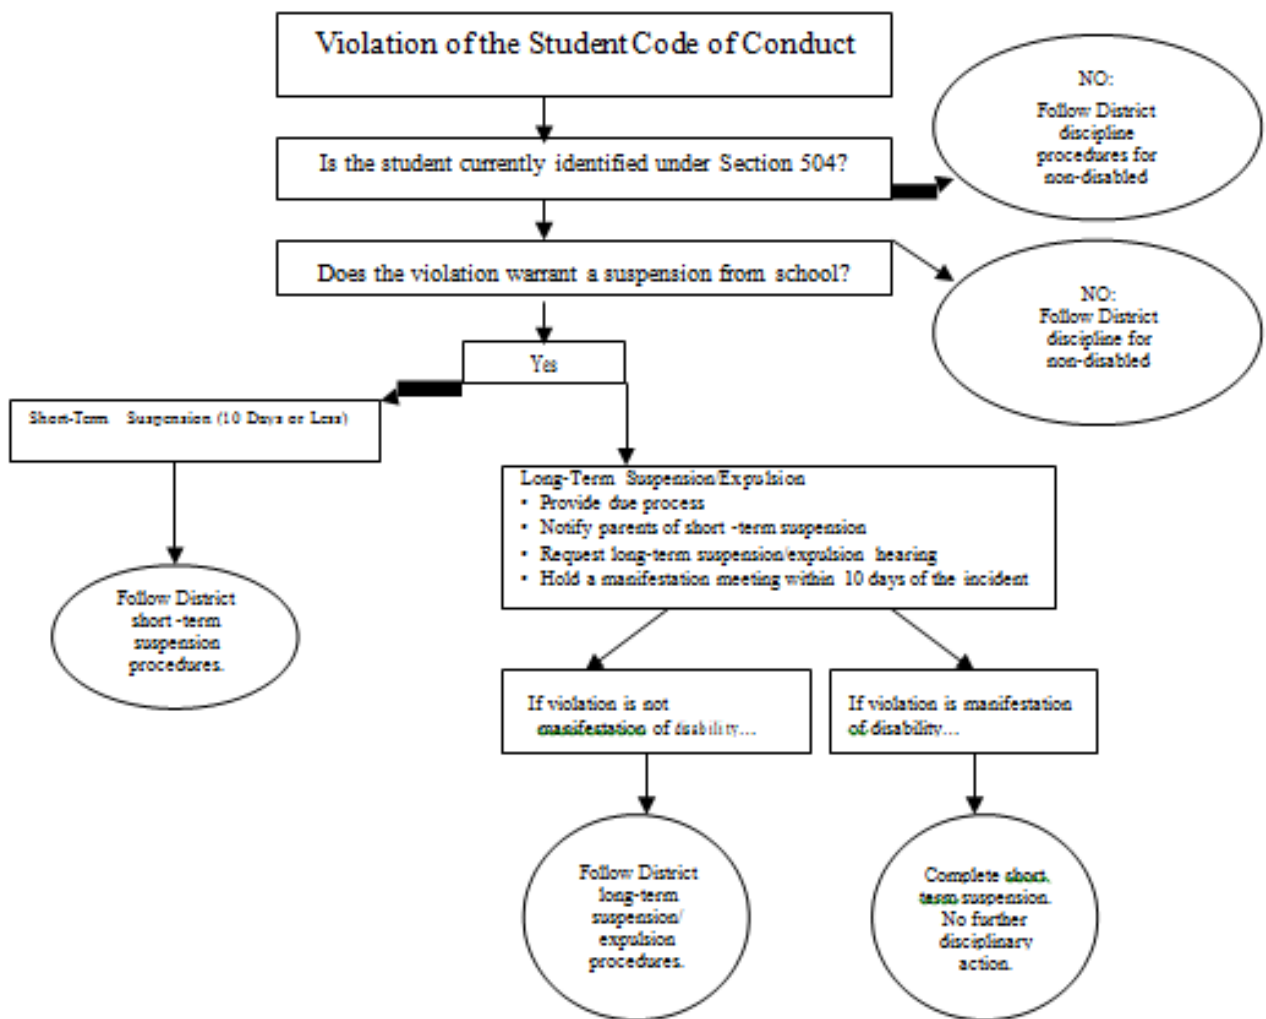 Violation of the Student Code of Conduct
Is the student currently identified under Section 504?
NO:
Follow District
discipline
procedures for
non-disabled
Does the violation warrant a suspension from school?
NO:
Follow District
discipline for
non-disabled
Yes
Short-Term Suspension (10 Days or Less)
Follow District
short -term
suspension
procedures.
Long-Term Suspension/Expulsion
• Provide due process
• Notify parents of short -term suspension
• Request long-term suspension/expulsion hearing
• Hold a manifestation meeting within 10 days of the incident
If violation is not
manifestation of disability...
If violation is manifestation
of disability...
Follow District
long-term
suspension/
expulsion
procedures.
Complete short
term suspension.
No further
disciplinary
action.